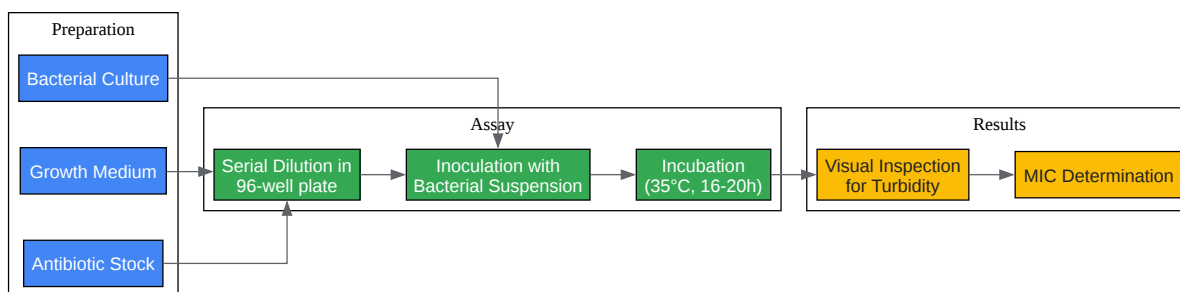 Preparation
Bacterial Culture
Growth Medium
Antibiotic Stock
Assay
Serial Dilution in
96-well plate
Inoculation with
Bacterial Suspension
Incubation
(35°C, 16-20h)
Results
Visual Inspection
for Turbidity
MIC Determination